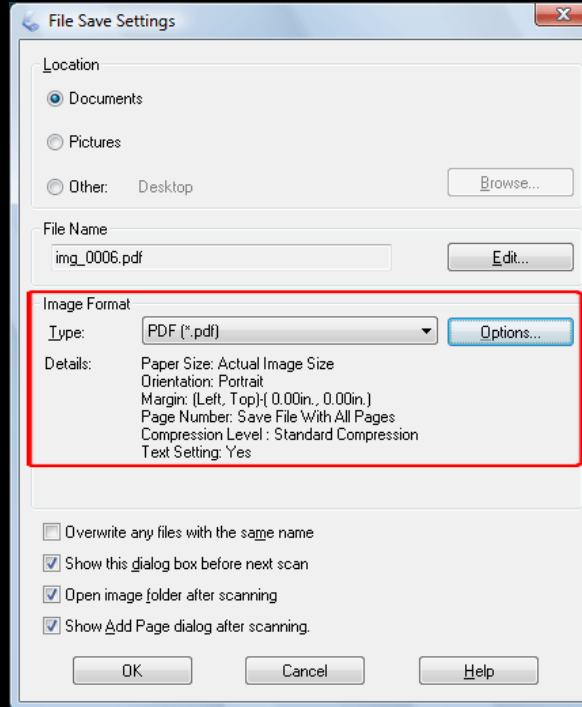 File Save Settings
Location
Documents
Pictures
Other: Desktop Browse...
File Name
img_0006.pdf Edit...
Image Format
Type: PDF (*.pdf) Options...
Details: Paper Size: Actual Image Size
Orientation: Portrait
Margin: (Left, Top)-( 0.00in., 0.00in.)
Page Number: Save File With All Pages
Compression Level : Standard Compression
Text Setting: Yes
Overwrite any files with the same name
Show this dialog box before next scan
Open image folder after scanning
Show Add Page dialog after scanning.
OK Cancel Help